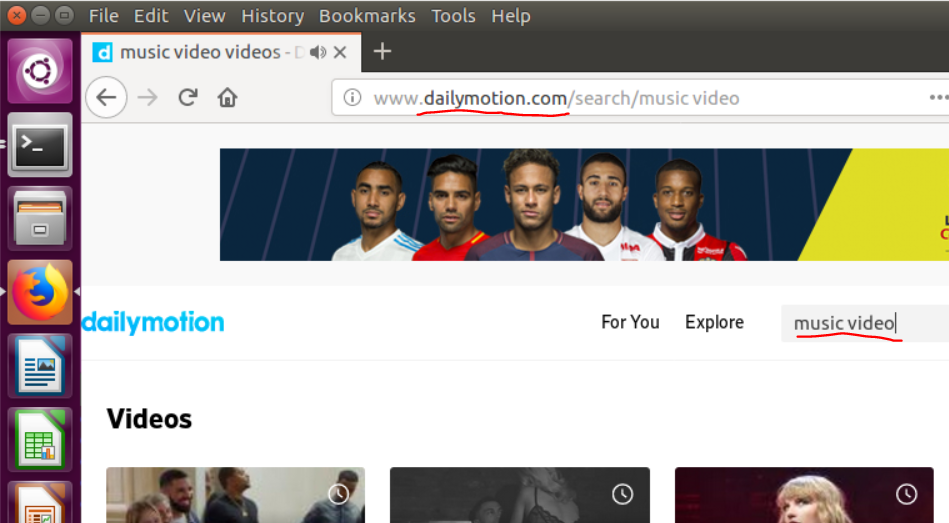 File Edit View History Bookmarks Tools Help
music video videos - D
www.dailymotion.com/search/music video
dailymotion
For You Explore
music video
Videos